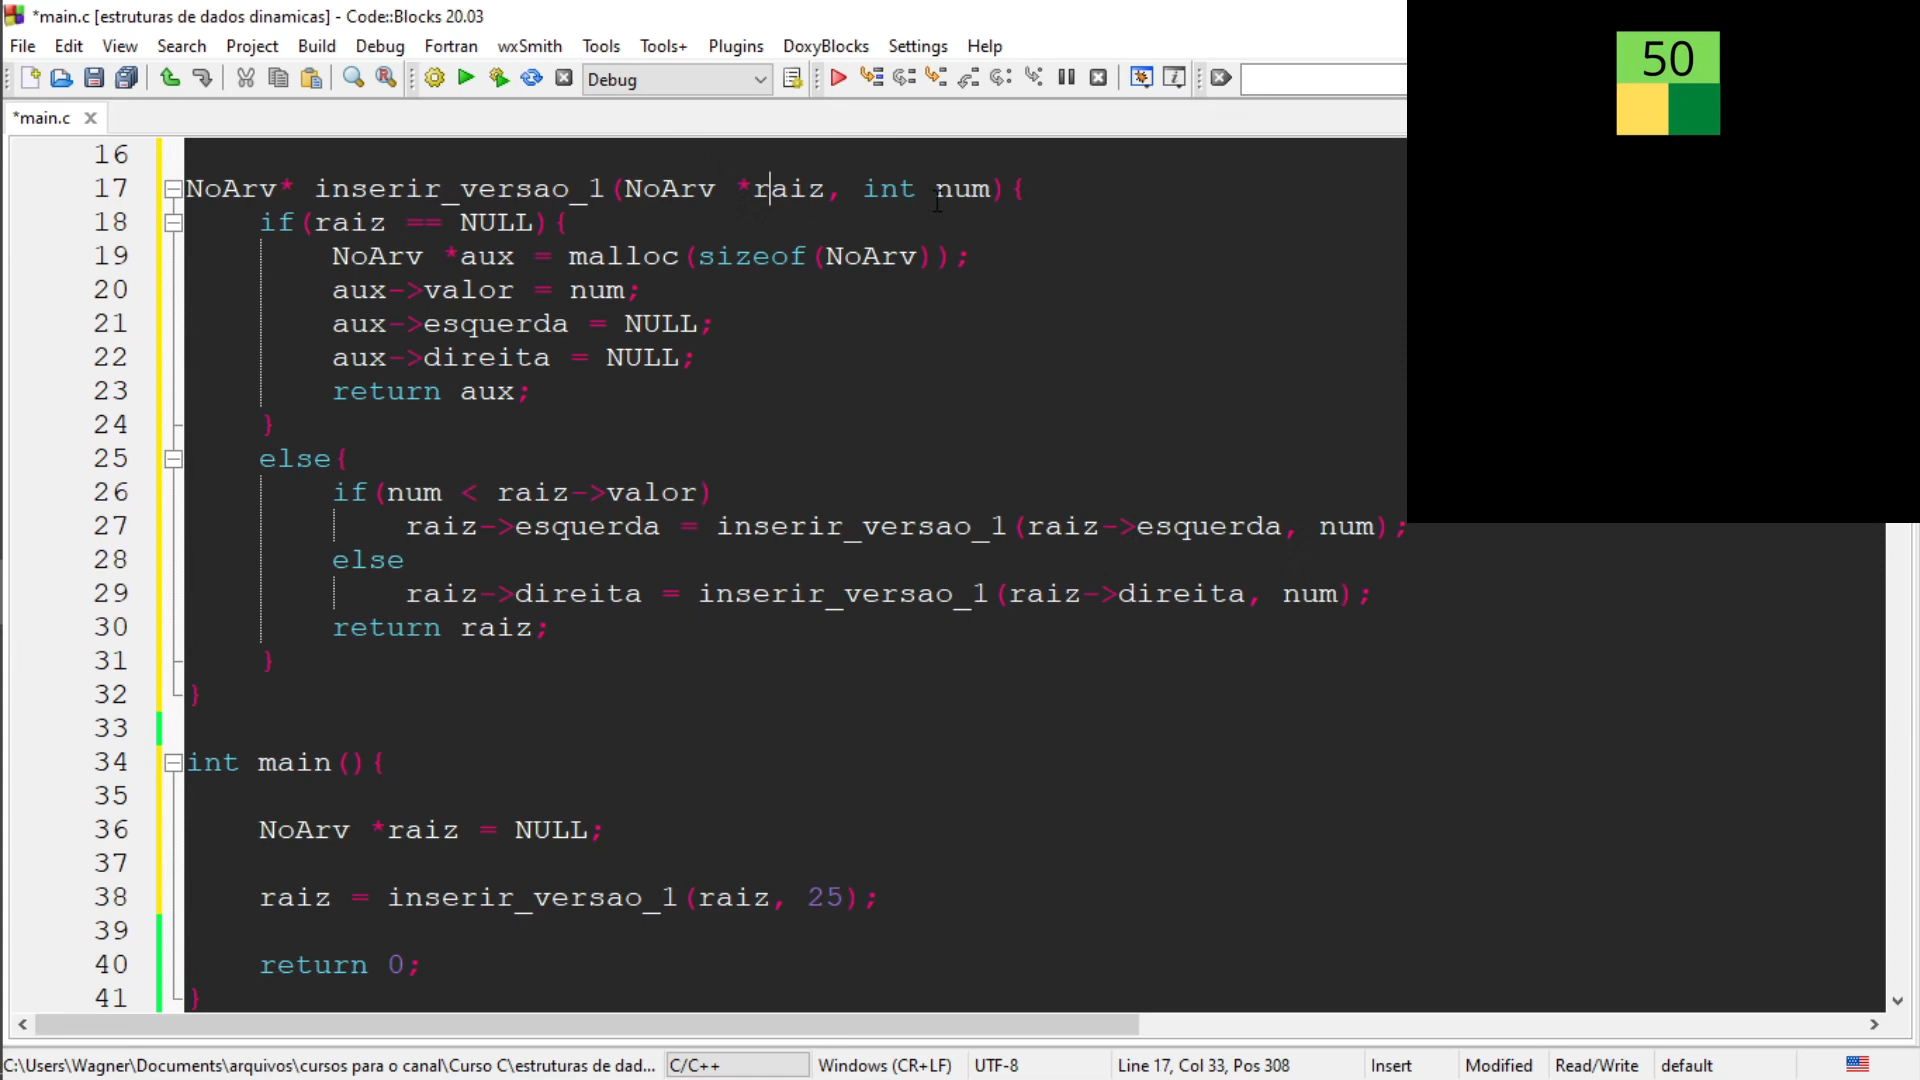 *main.c [estruturas de dados dinamicas] - Code::Blocks 20.03
File Edit View Search Project Build Debug Fortran wxSmith Tools Tools+ Plugins DoxyBlocks Settings Help
Debug
*main.c
50
16
17 NoArv* inserir_versao_1(NoArv *raiz, int num){
18 if(raiz == NULL){
19 NoArv *aux = malloc(sizeof(NoArv));
20 aux->valor = num;
21 aux->esquerda = NULL;
22 aux->direita = NULL;
23 return aux;
24 }
25 else{
26 if(num < raiz->valor)
27 raiz->esquerda = inserir_versao_1(raiz->esquerda, num);
28 else
29 raiz->direita = inserir_versao_1(raiz->direita, num);
30 return raiz;
31 }
32 }
33
34 int main(){
35
36 NoArv *raiz = NULL;
37
38 raiz = inserir_versao_1(raiz, 25);
39
40 return 0;
41 }
C:\Users\Wagner\Documents\arquivos\cursos para o canal\Curso C\estruturas de dad... C/C++ Windows (CR+LF) UTF-8 Line 17, Col 33, Pos 308 Insert Modified Read/Write default